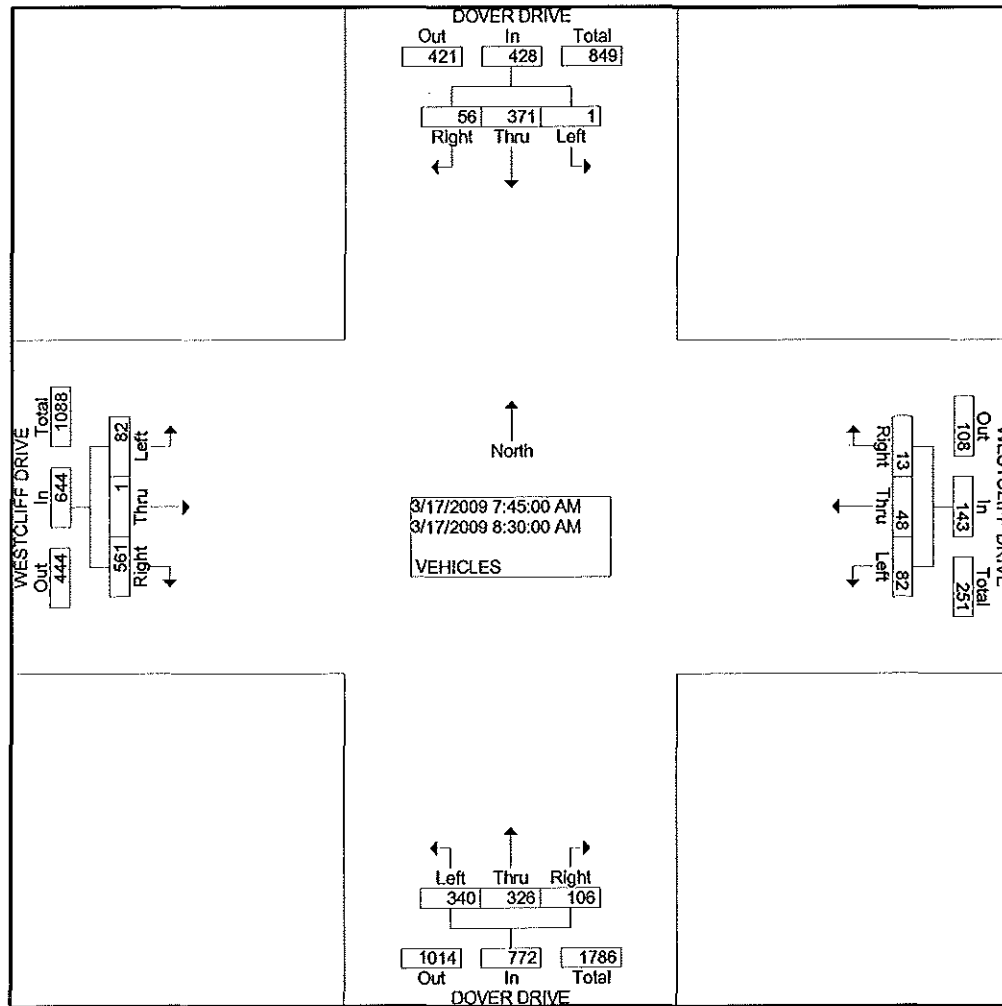 DOVER DRIVE
Out In Total
421 428 849
56 371 1
Right Thru Left
WESTCLIFF DRIVE
Total In Out
1088 644 444
82 1 561
Left Thru Right
North
3/17/2009 7:45:00 AM
3/17/2009 8:30:00 AM
VEHICLES
Right Thru Left
13 48 82
108 143 251
Out In Total
WESTCLIFF DRIVE
Left Thru Right
340 326 106
1014 772 1786
Out In Total
DOVER DRIVE